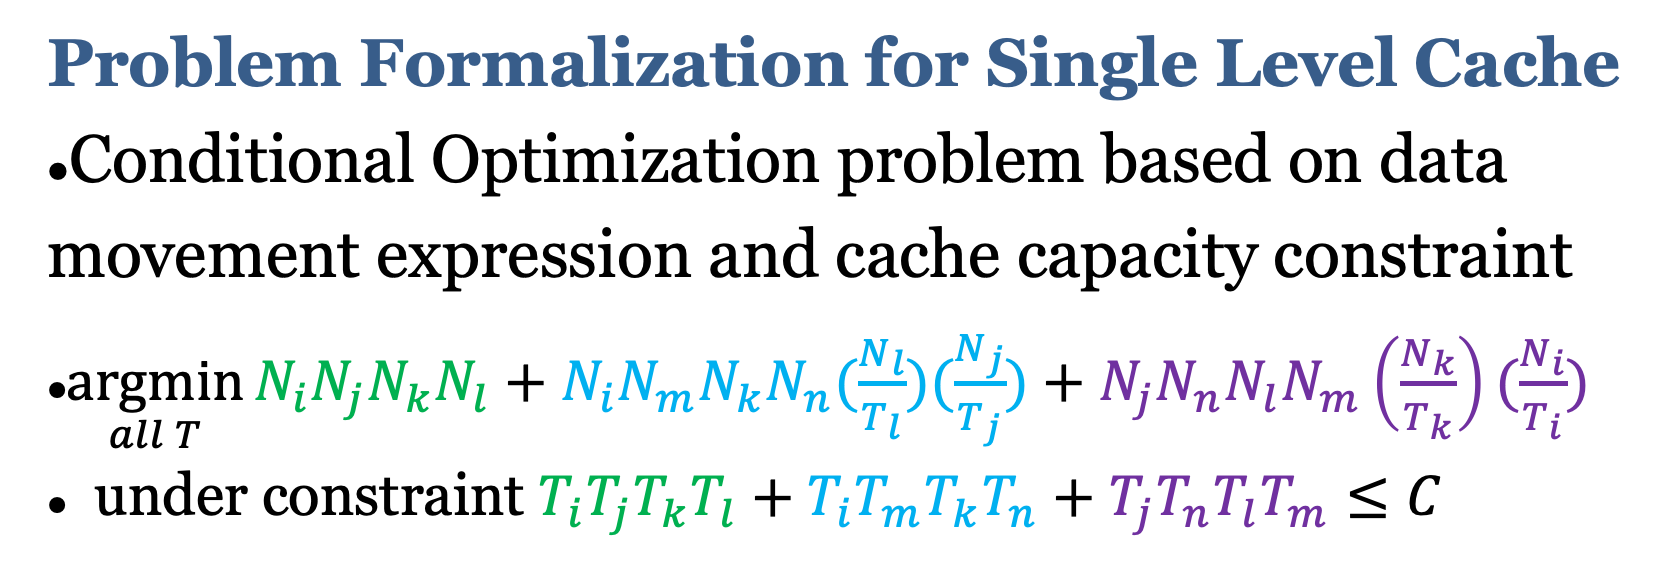 Problem Formalization for Single Level Cache
•Conditional Optimization problem based on data
movement expression and cache capacity constraint
•argmin N_i N_j N_k N_l + N_i N_m N_k N_n (N_l/T_l)(N_j/T_j) + N_j N_n N_l N_m (N_k/T_k)(N_i/T_i)
all T
• under constraint T_i T_j T_k T_l + T_i T_m T_k T_n + T_j T_n T_l T_m ≤ C